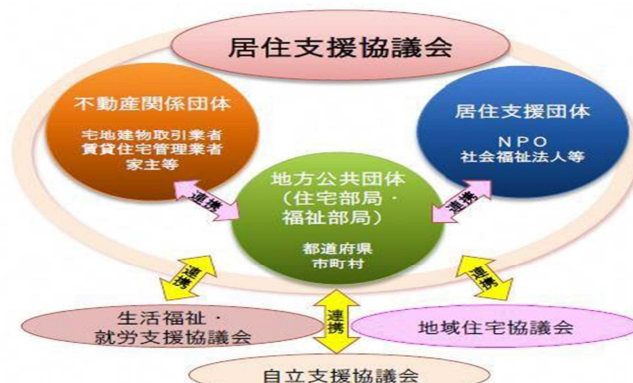 居住支援協議会
不動産関係団体
宅地建物取引業者
賃貸住宅管理業者
家主等
居住支援団体
NPO
社会福祉法人等
地方公共団体
(住宅部局・
福祉部局)
都道府県
市町村
連携
連携
連携
連携
連携
生活福祉・
就労支援協議会
地域住宅協議会
自立支援協議会